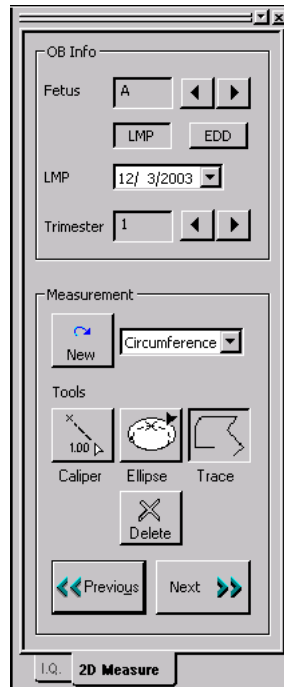 OB Info
Fetus A
LMP EDD
LMP 12/ 3/2003
Trimester 1
Measurement
New Circumference
Tools
1.00
Caliper Ellipse Trace
Delete
Previous Next
I.Q. 2D Measure